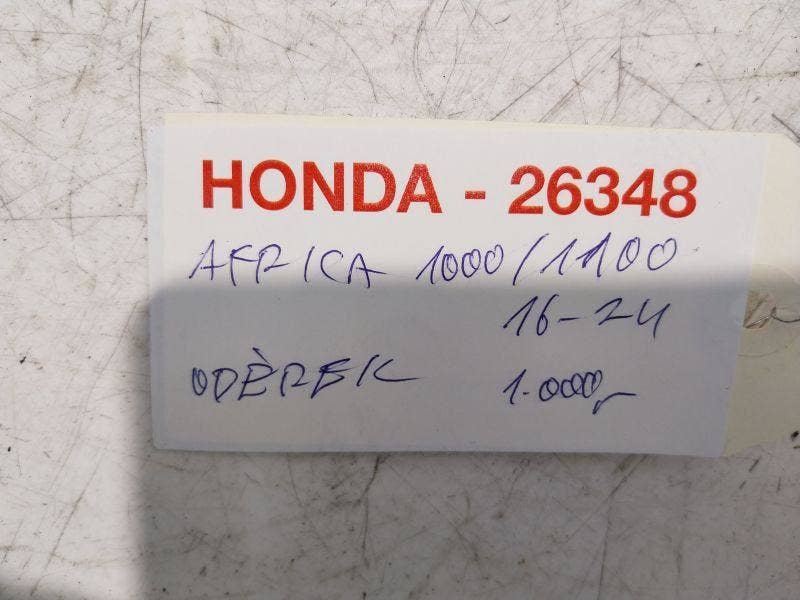 HONDA - 26348
AFRICA 1000/1100
16-24
ODĚREK 1.000,-